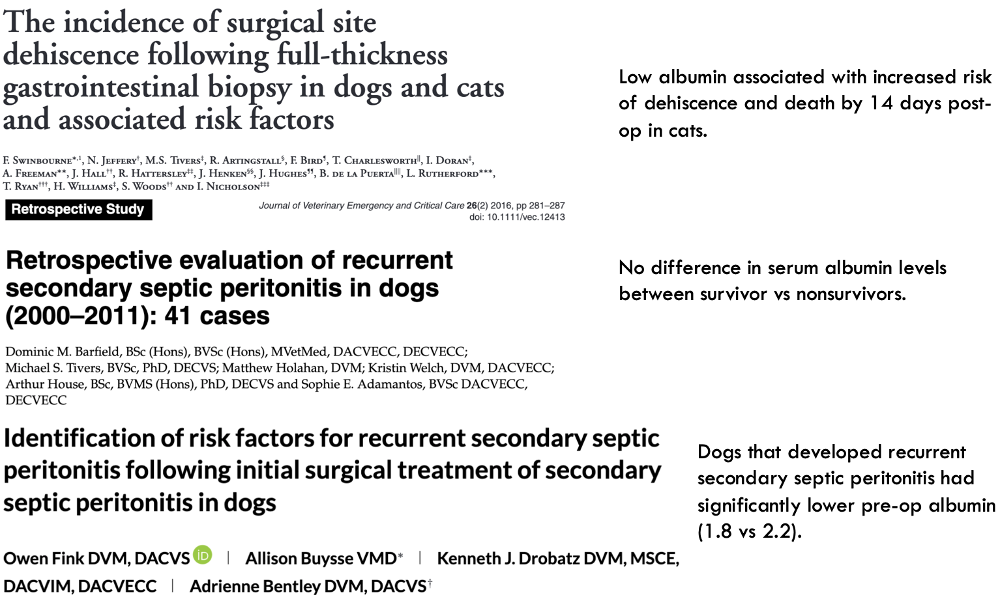 The incidence of surgical site
dehiscence following full-thickness
gastrointestinal biopsy in dogs and cats
and associated risk factors
F. Swinbourne*,1, N. Jeffery†, M.S. Tivers‡, R. Artingstall§, F. Bird¶, T. Charlesworth||, I. Doran‡,
A. Freeman**, J. Hall††, R. Hattersley‡‡, J. Henken§§, J. Hughes¶¶, B. de la Puerta||||, L. Rutherford***,
T. Ryan†††, H. Williams‡, S. Woods†† and I. Nicholson‡‡‡
Low albumin associated with increased risk
of dehiscence and death by 14 days post-
op in cats.
Retrospective Study
Journal of Veterinary Emergency and Critical Care 26(2) 2016, pp 281–287
doi: 10.1111/vec.12413
Retrospective evaluation of recurrent
secondary septic peritonitis in dogs
(2000–2011): 41 cases
Dominic M. Barfield, BSc (Hons), BVSc (Hons), MVetMed, DACVECC, DECVECC;
Michael S. Tivers, BVSc, PhD, DECVS; Matthew Holahan, DVM; Kristin Welch, DVM, DACVECC;
Arthur House, BSc, BVMS (Hons), PhD, DECVS and Sophie E. Adamantos, BVSc DACVECC,
DECVECC
No difference in serum albumin levels
between survivor vs nonsurvivors.
Identification of risk factors for recurrent secondary septic
peritonitis following initial surgical treatment of secondary
septic peritonitis in dogs
Owen Fink DVM, DACVS iD | Allison Buysse VMD* | Kenneth J. Drobatz DVM, MSCE,
DACVIM, DACVECC | Adrienne Bentley DVM, DACVS†
Dogs that developed recurrent
secondary septic peritonitis had
significantly lower pre-op albumin
(1.8 vs 2.2).